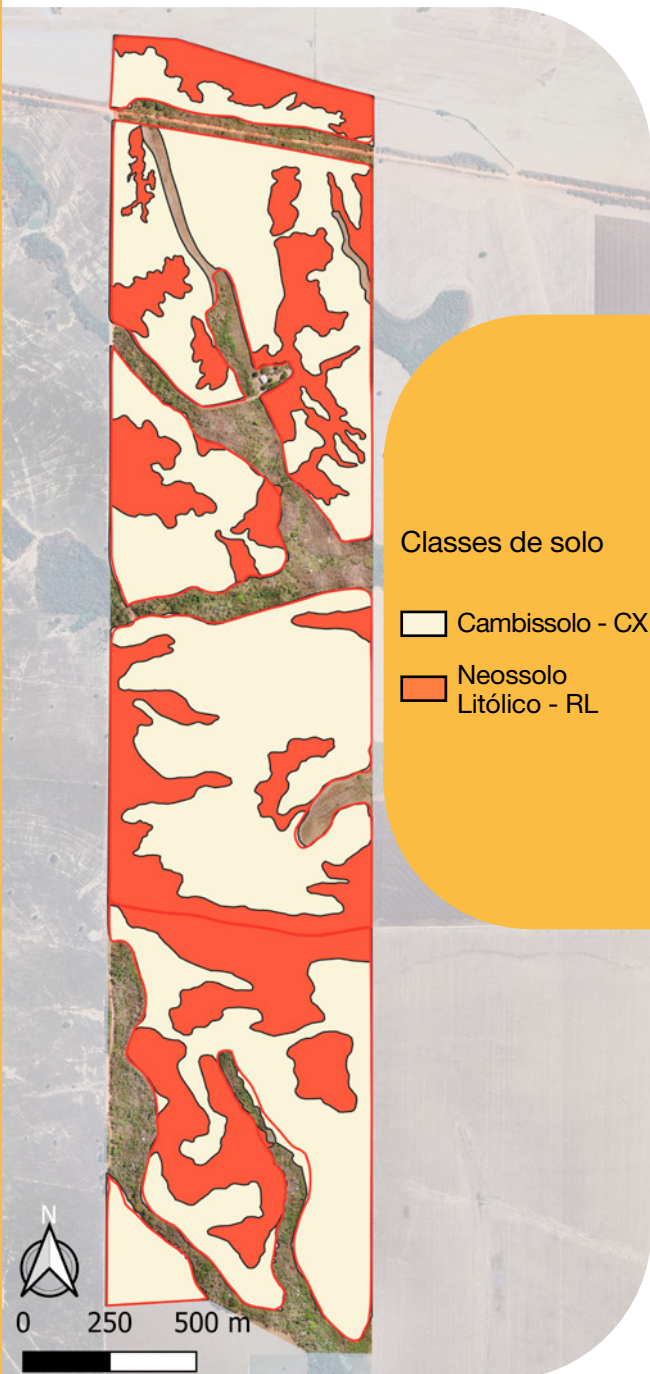 Classes de solo
Cambissolo - CX
Neossolo
Litólico - RL
N
0 250 500 m